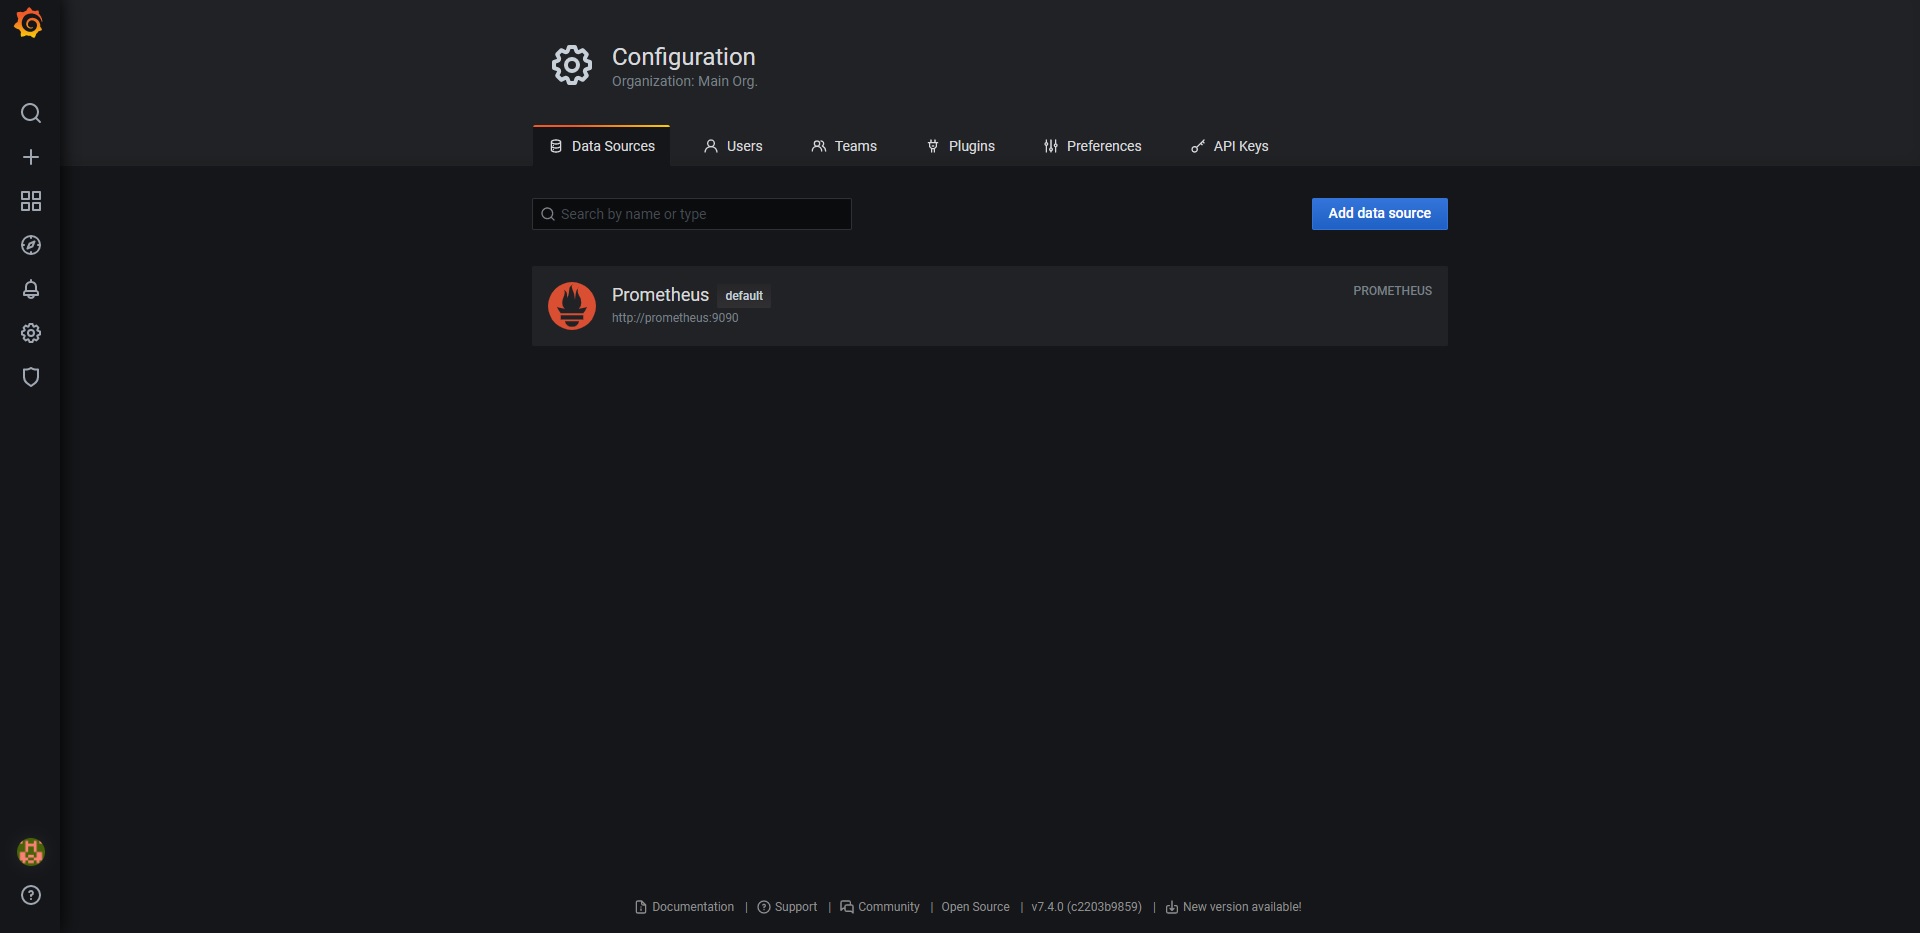 Configuration
Organization: Main Org.
Data Sources
Users
Teams
Plugins
Preferences
API Keys
Search by name or type
Add data source
Prometheus default
PROMETHEUS
http://prometheus:9090
Documentation | Support | Community | Open Source | v7.4.0 (c2203b9859) | New version available!